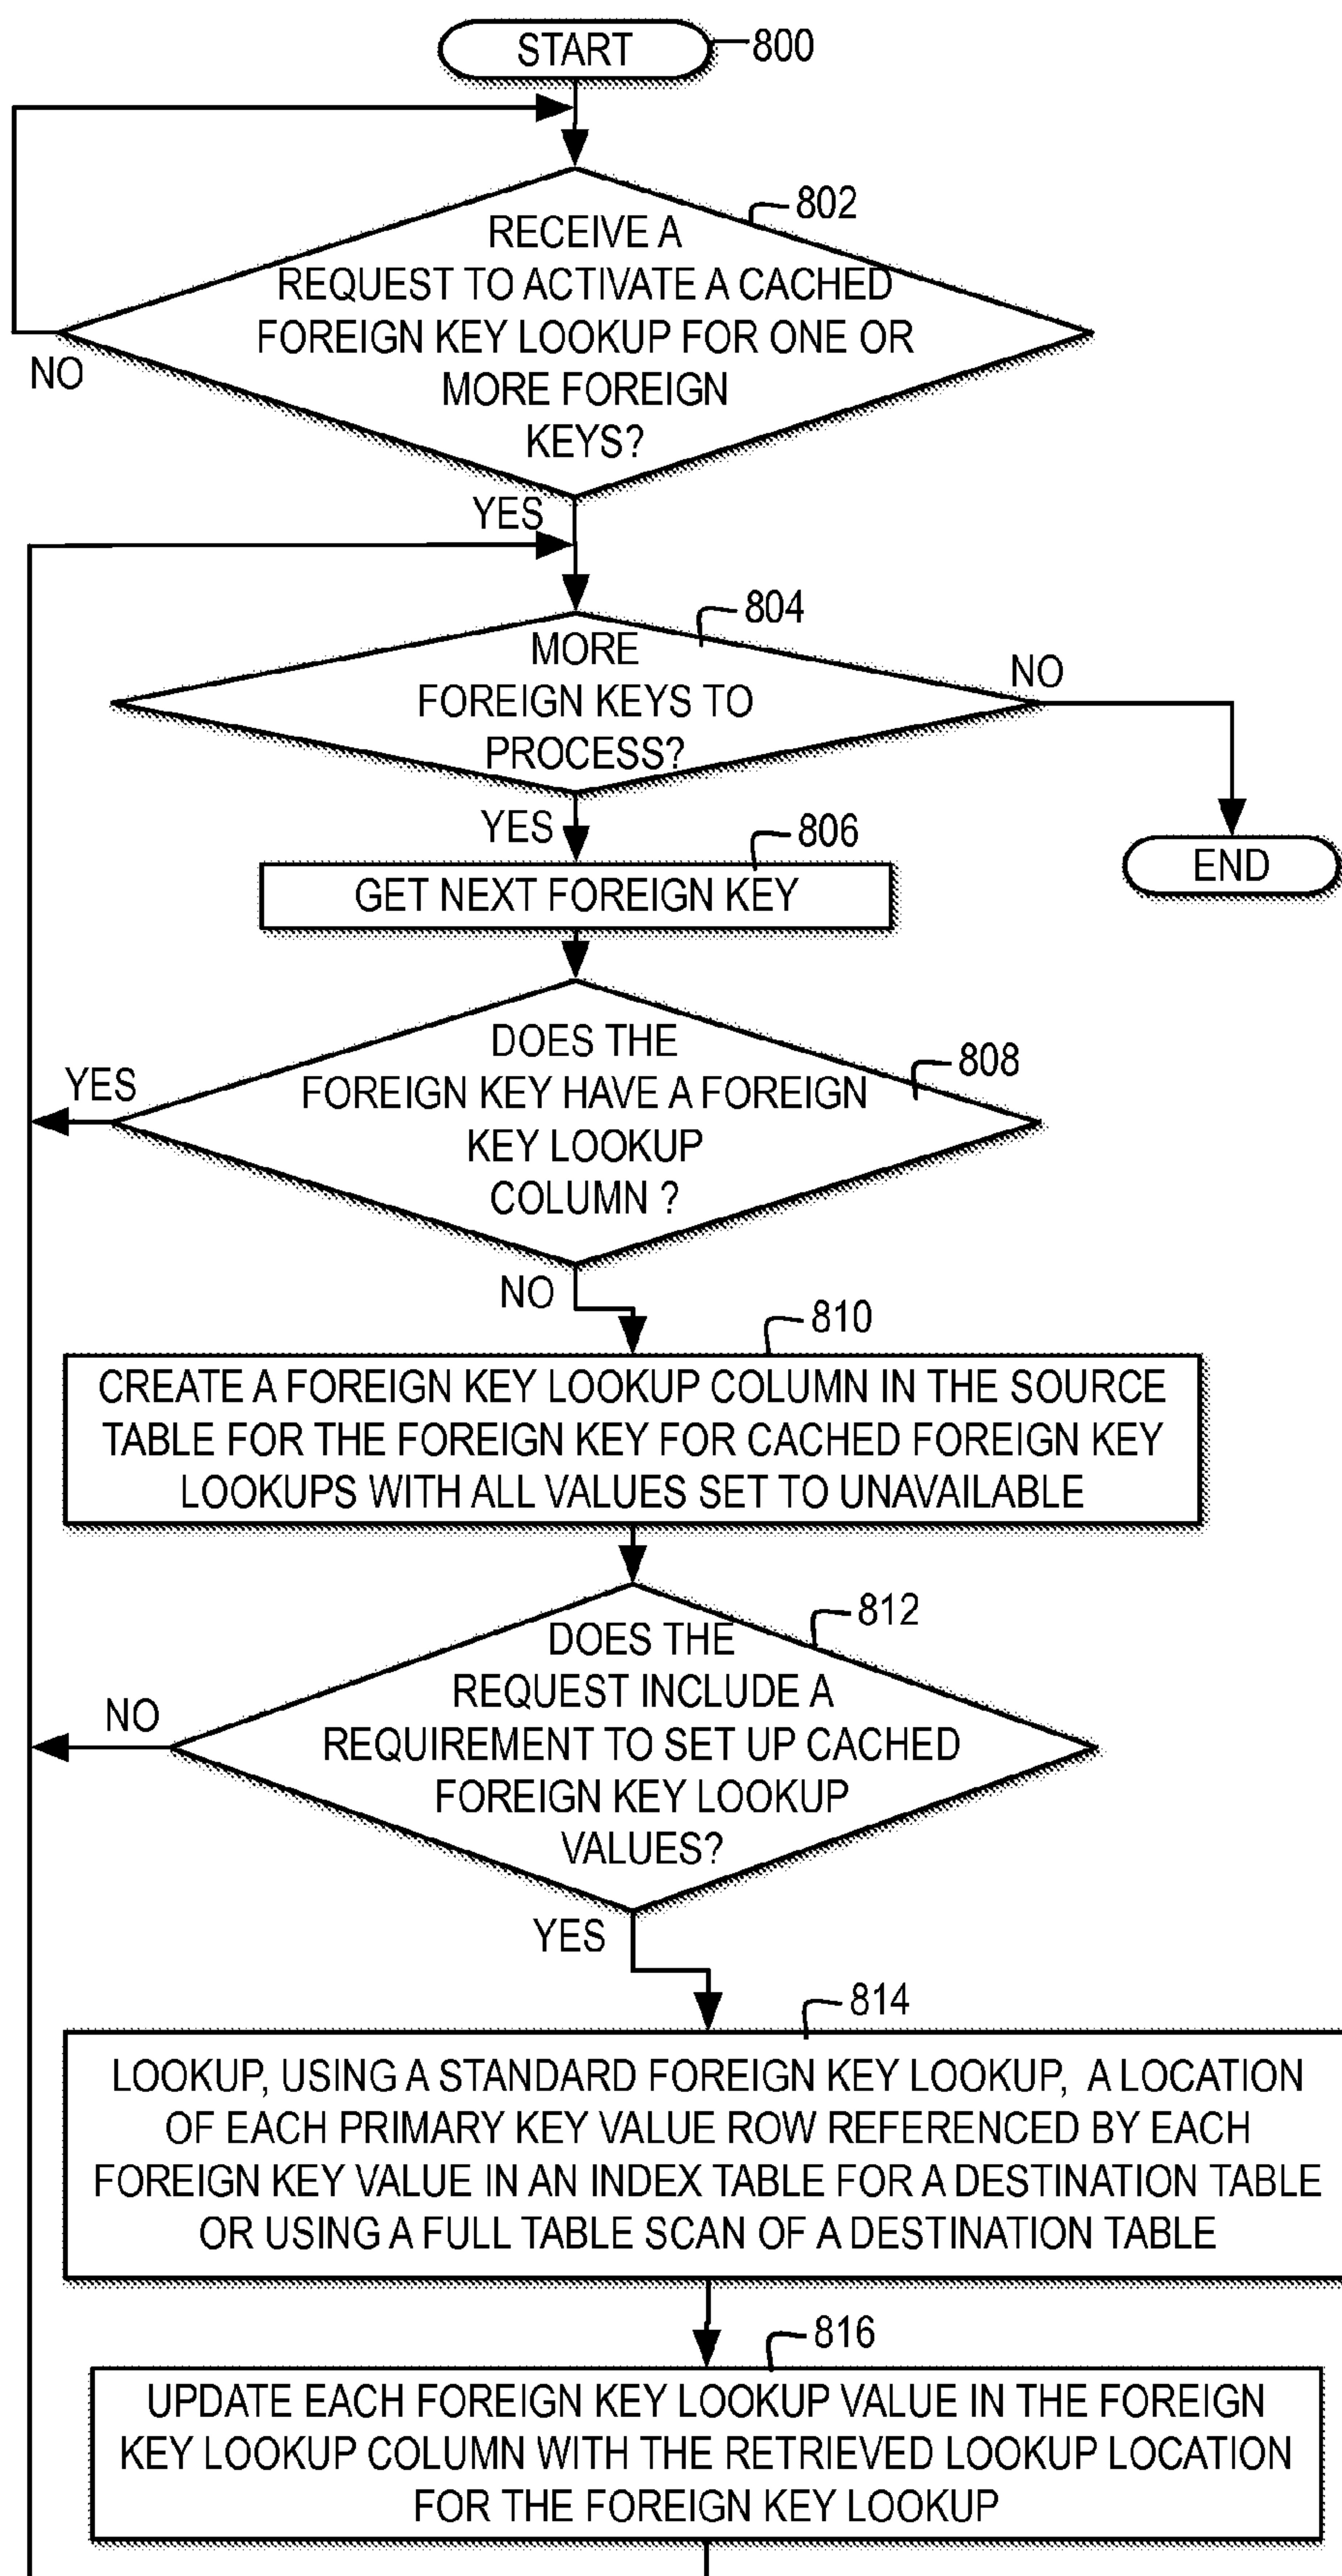 START
800
802
RECEIVE A
REQUEST TO ACTIVATE A CACHED
FOREIGN KEY LOOKUP FOR ONE OR
MORE FOREIGN
KEYS?
NO
YES
804
MORE
FOREIGN KEYS TO
PROCESS?
NO
YES
806
GET NEXT FOREIGN KEY
END
DOES THE
FOREIGN KEY HAVE A FOREIGN
KEY LOOKUP
COLUMN ?
808
YES
NO
810
CREATE A FOREIGN KEY LOOKUP COLUMN IN THE SOURCE
TABLE FOR THE FOREIGN KEY FOR CACHED FOREIGN KEY
LOOKUPS WITH ALL VALUES SET TO UNAVAILABLE
812
DOES THE
REQUEST INCLUDE A
REQUIREMENT TO SET UP CACHED
FOREIGN KEY LOOKUP
VALUES?
NO
YES
814
LOOKUP, USING A STANDARD FOREIGN KEY LOOKUP, A LOCATION
OF EACH PRIMARY KEY VALUE ROW REFERENCED BY EACH
FOREIGN KEY VALUE IN AN INDEX TABLE FOR A DESTINATION TABLE
OR USING A FULL TABLE SCAN OF A DESTINATION TABLE
816
UPDATE EACH FOREIGN KEY LOOKUP VALUE IN THE FOREIGN
KEY LOOKUP COLUMN WITH THE RETRIEVED LOOKUP LOCATION
FOR THE FOREIGN KEY LOOKUP